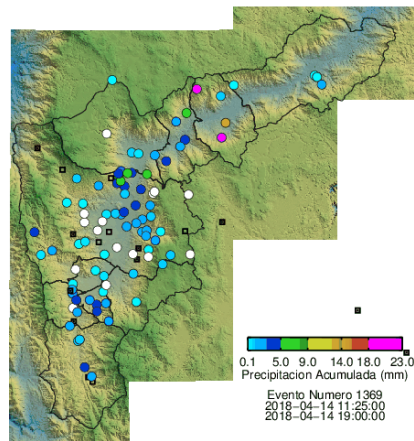 0.1 5.0 9.0 14.0 18.0 23.0
Precipitacion Acumulada (mm)
Evento Numero 1369
2018-04-14 11:25:00
2018-04-14 19:00:00